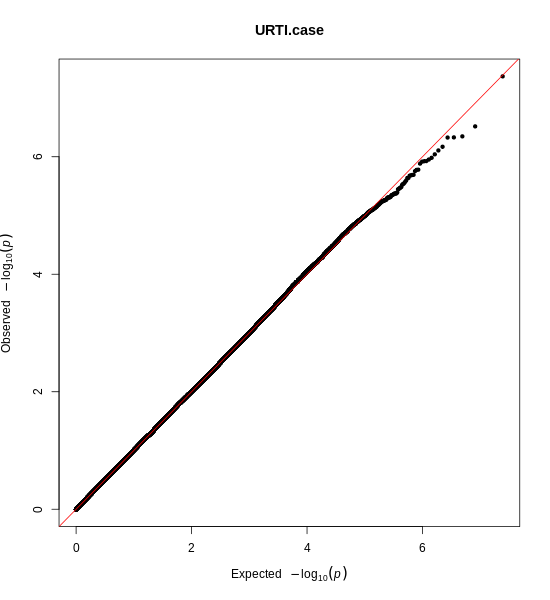 URTI.case
Observed −log10(p)
6
4
2
0
0 2 4 6
Expected −log10(p)